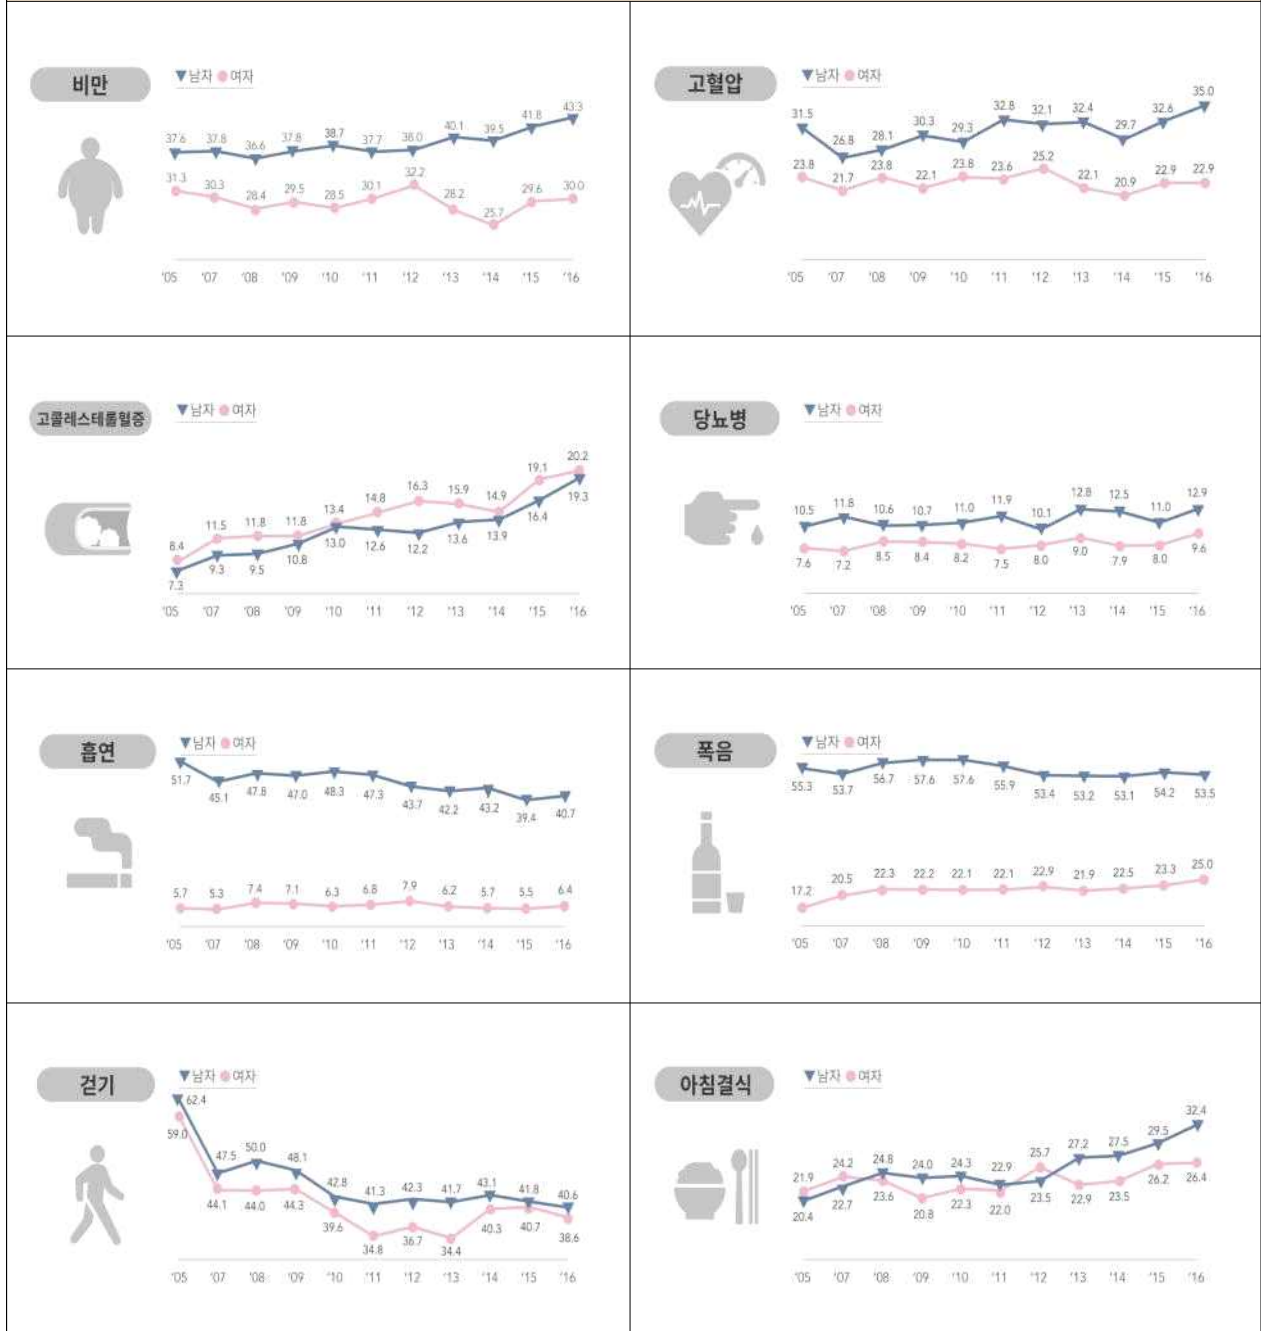 비만
▼남자 ●여자
37.6 37.8 36.6 37.8 38.7 37.7 38.0 40.1 39.5 41.8 43.3
31.3 30.3 28.4 29.5 28.5 30.1 32.2 28.2 25.7 29.6 30.0
'05 '07 '08 '09 '10 '11 '12 '13 '14 '15 '16
고혈압
▼남자 ●여자
31.5 26.8 28.1 30.3 29.3 32.8 32.1 32.4 29.7 32.6 35.0
23.8 21.7 23.8 22.1 23.8 23.6 25.2 22.1 20.9 22.9 22.9
'05 '07 '08 '09 '10 '11 '12 '13 '14 '15 '16
고콜레스테롤혈증
▼남자 ●여자
8.4 11.5 11.8 11.8 13.4 14.8 16.3 15.9 14.9 19.1 20.2
7.3 9.3 9.5 10.8 13.0 12.6 12.2 13.6 13.9 16.4 19.3
'05 '07 '08 '09 '10 '11 '12 '13 '14 '15 '16
당뇨병
▼남자 ●여자
10.5 11.8 10.6 10.7 11.0 11.9 10.1 12.8 12.5 11.0 12.9
7.6 7.2 8.5 8.4 8.2 7.5 8.0 9.0 7.9 8.0 9.6
'05 '07 '08 '09 '10 '11 '12 '13 '14 '15 '16
흡연
▼남자 ●여자
51.7 45.1 47.8 47.0 48.3 47.3 43.7 42.2 43.2 39.4 40.7
5.7 5.3 7.4 7.1 6.3 6.8 7.9 6.2 5.7 5.5 6.4
'05 '07 '08 '09 '10 '11 '12 '13 '14 '15 '16
폭음
▼남자 ●여자
55.3 53.7 56.7 57.6 57.6 55.9 53.4 53.2 53.1 54.2 53.5
17.2 20.5 22.3 22.2 22.1 22.1 22.9 21.9 22.5 23.3 25.0
'05 '07 '08 '09 '10 '11 '12 '13 '14 '15 '16
걷기
▼남자 ●여자
62.4 47.5 50.0 48.1 42.8 41.3 42.3 41.7 43.1 41.8 40.6
59.0 44.1 44.0 44.3 39.6 34.8 36.7 34.4 40.3 40.7 38.6
'05 '07 '08 '09 '10 '11 '12 '13 '14 '15 '16
아침결식
▼남자 ●여자
21.9 24.2 24.8 24.0 24.3 22.9 25.7 27.2 27.5 29.5 32.4
20.4 22.7 23.6 20.8 22.3 22.0 23.5 22.9 23.5 26.2 26.4
'05 '07 '08 '09 '10 '11 '12 '13 '14 '15 '16